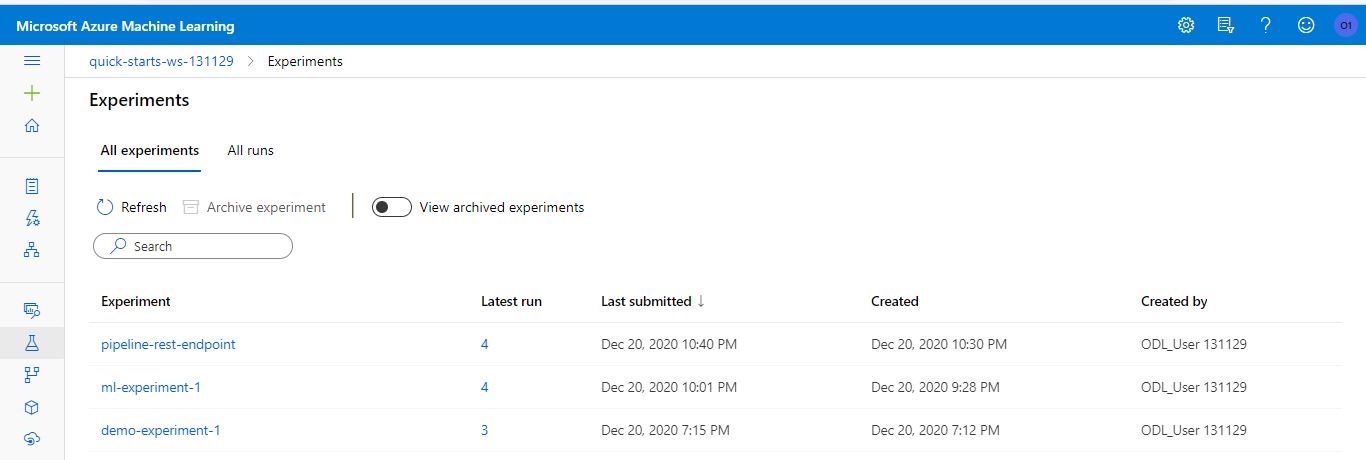 Microsoft Azure Machine Learning
O1
quick-starts-ws-131129 > Experiments
Experiments
All experiments All runs
Refresh Archive experiment View archived experiments
Search
Experiment Latest run Last submitted ↓ Created Created by
pipeline-rest-endpoint 4 Dec 20, 2020 10:40 PM Dec 20, 2020 10:30 PM ODL_User 131129
ml-experiment-1 4 Dec 20, 2020 10:01 PM Dec 20, 2020 9:28 PM ODL_User 131129
demo-experiment-1 3 Dec 20, 2020 7:15 PM Dec 20, 2020 7:12 PM ODL_User 131129